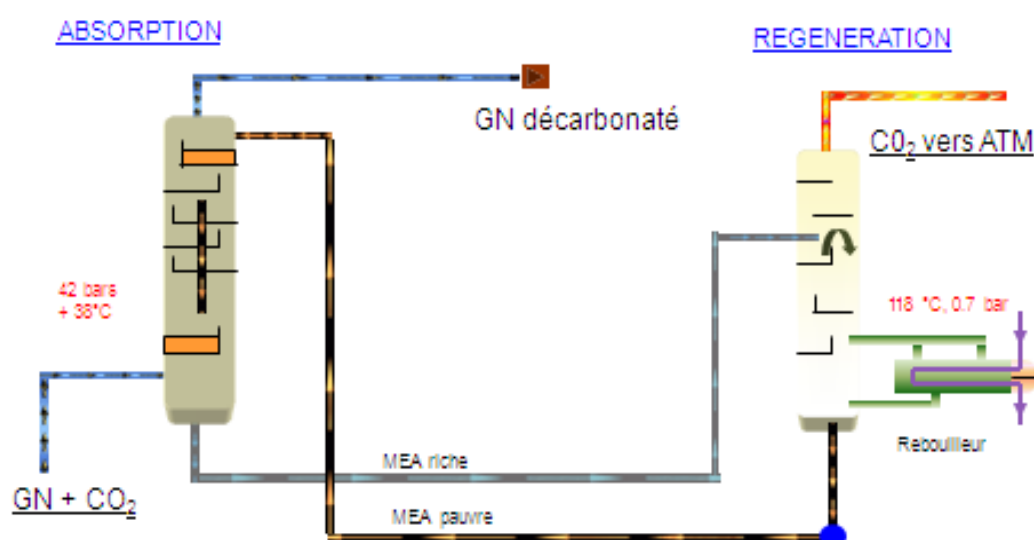 ABSORPTION
REGENERATION
GN décarbonaté
C0₂ vers ATM
42 bars
+ 38°C
118 °C, 0.7 bar
Rebouilleur
MEA riche
GN + CO₂
MEA pauvre